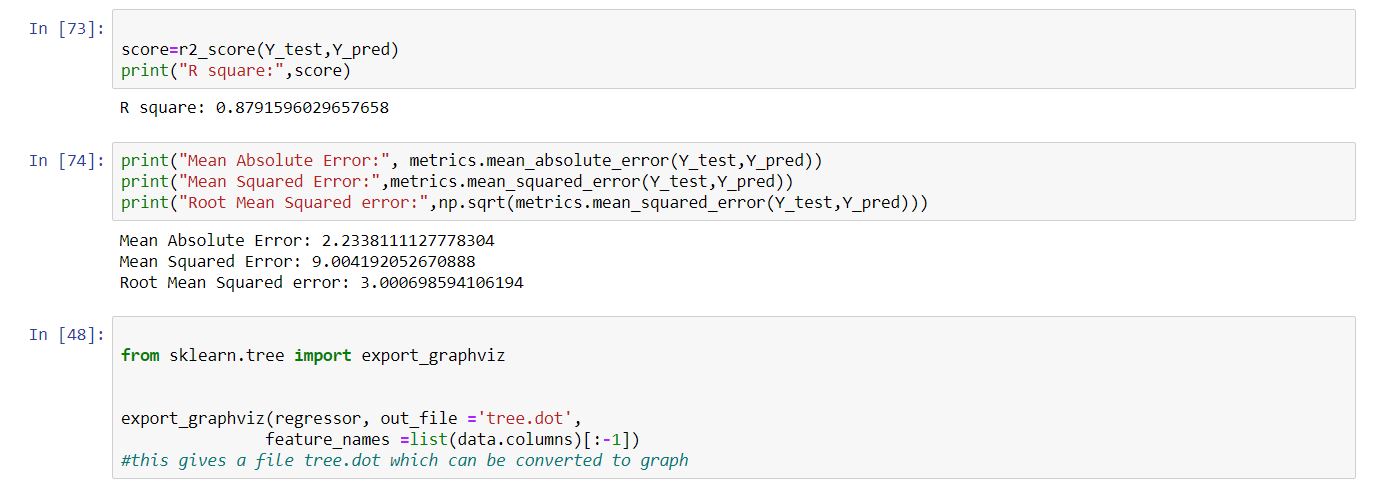 In [73]:
score=r2_score(Y_test,Y_pred)
print("R square:",score)
R square: 0.8791596029657658
In [74]:
print("Mean Absolute Error:", metrics.mean_absolute_error(Y_test,Y_pred))
print("Mean Squared Error:",metrics.mean_squared_error(Y_test,Y_pred))
print("Root Mean Squared error:",np.sqrt(metrics.mean_squared_error(Y_test,Y_pred)))
Mean Absolute Error: 2.2338111127778304
Mean Squared Error: 9.004192052670888
Root Mean Squared error: 3.000698594106194
In [48]:
from sklearn.tree import export_graphviz
export_graphviz(regressor, out_file ='tree.dot',
feature_names =list(data.columns)[:-1])
#this gives a file tree.dot which can be converted to graph